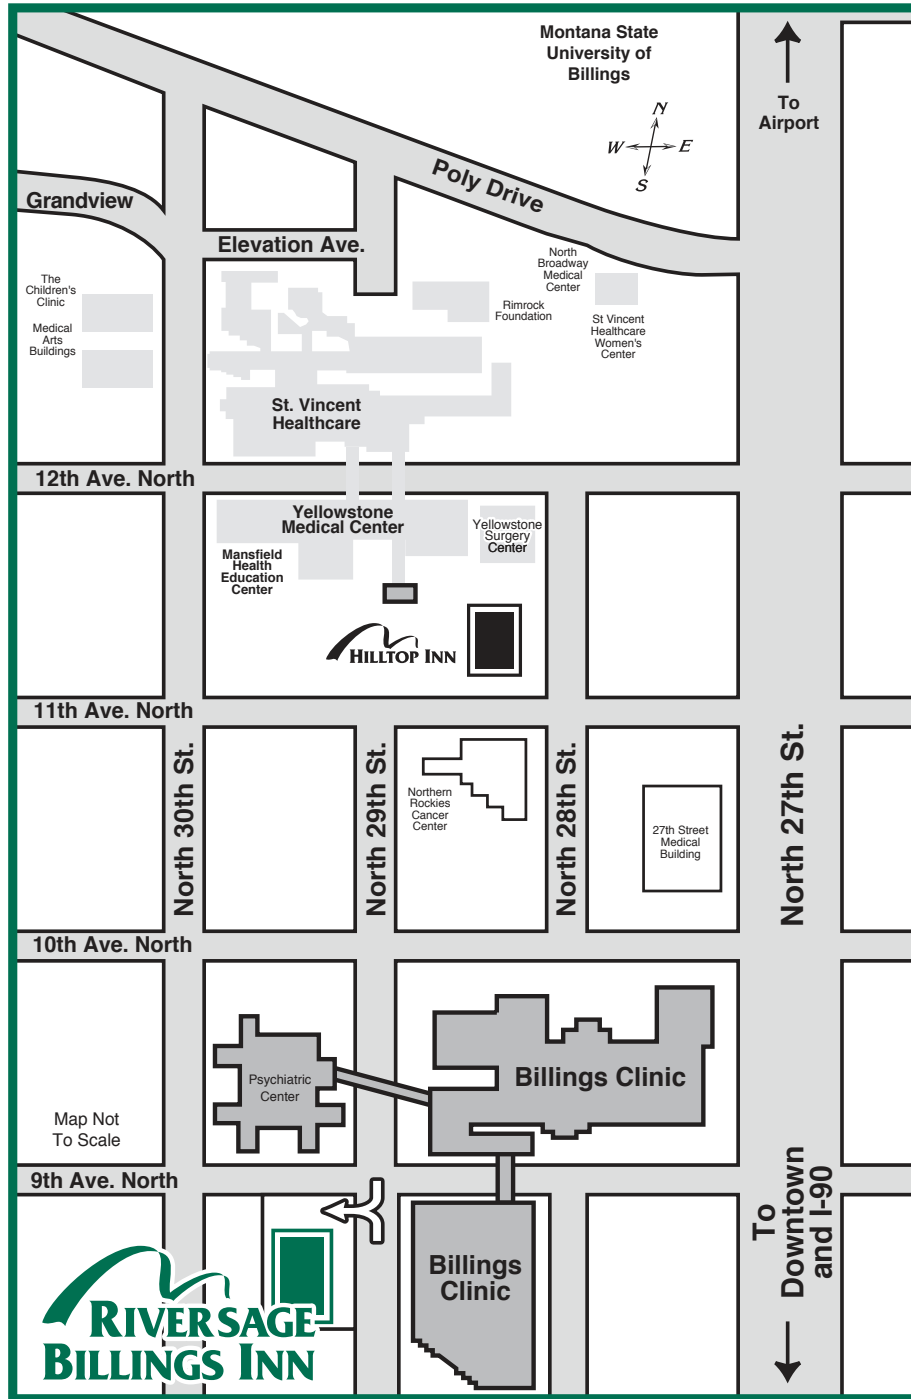 Montana State
University of
Billings
To
Airport
N
W
E
S
Poly Drive
Grandview
Elevation Ave.
The
Children's
Clinic
Medical
Arts
Buildings
North
Broadway
Medical
Center
Rimrock
Foundation
St Vincent
Healthcare
Women's
Center
St. Vincent
Healthcare
12th Ave. North
Yellowstone
Medical Center
Yellowstone
Surgery
Center
Mansfield
Health
Education
Center
HILLTOP INN
11th Ave. North
North 30th St.
North 29th St.
North 28th St.
North 27th St.
Northern
Rockies
Cancer
Center
27th Street
Medical
Building
10th Ave. North
Psychiatric
Center
Billings Clinic
Map Not
To Scale
9th Ave. North
To
Downtown
and I-90
Billings
Clinic
RIVERSAGE
BILLINGS INN